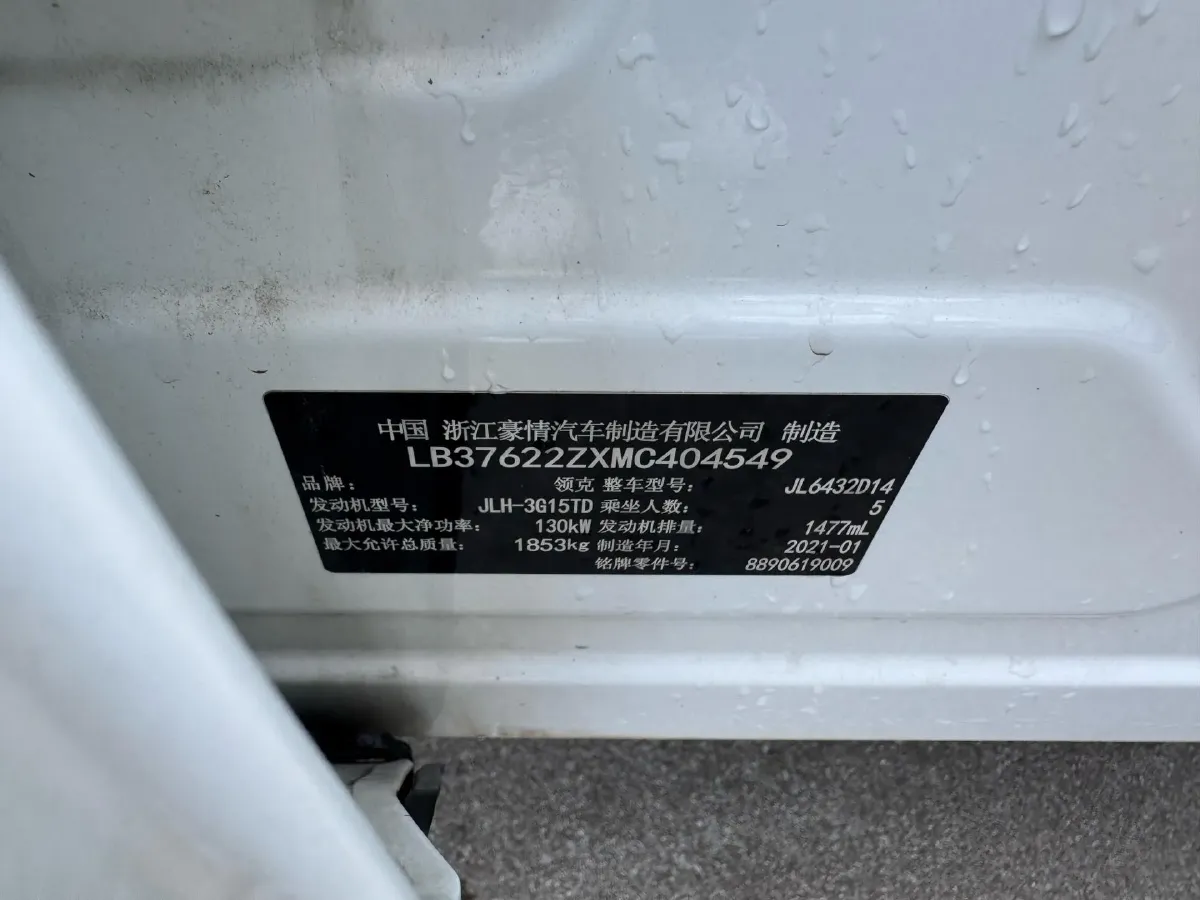 中国 浙江豪情汽车制造有限公司 制造
LB37622ZXMC404549
品牌： 领克 整车型号： JL6432D14
发动机型号： JLH-3G15TD 乘坐人数： 5
发动机最大净功率： 130kW 发动机排量： 1477mL
最大允许总质量： 1853kg 制造年月： 2021-01
铭牌零件号： 8890619009